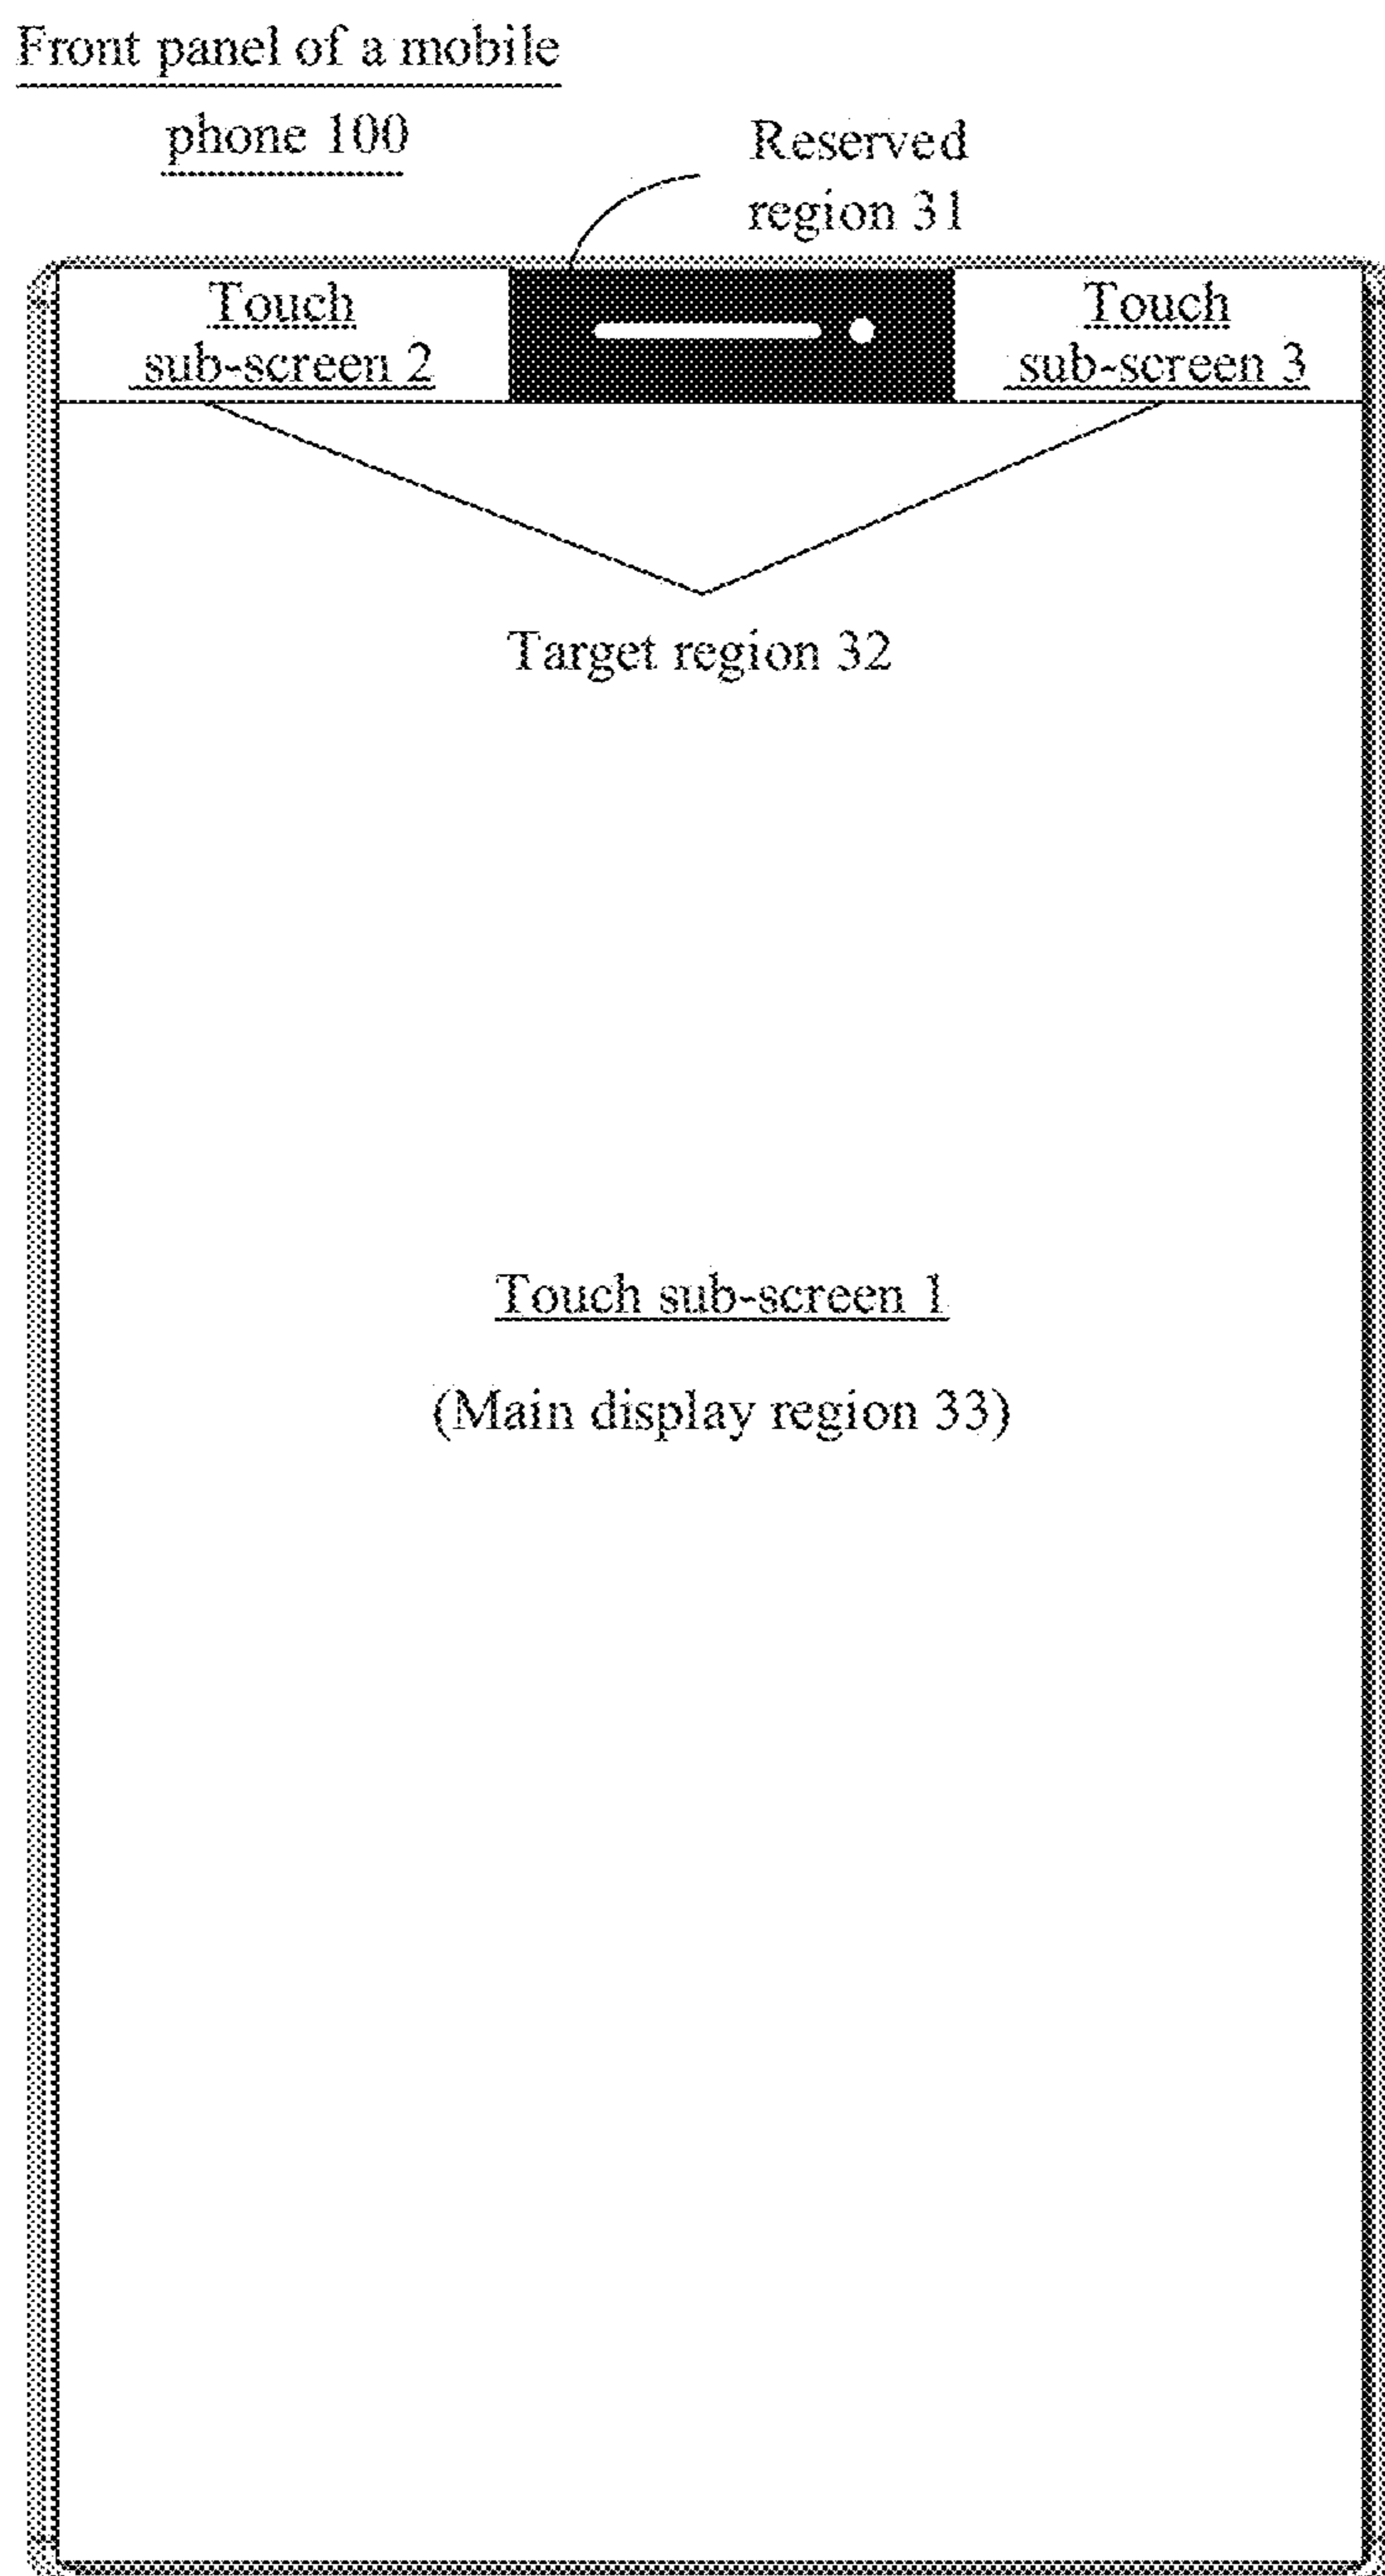 Front panel of a mobile
phone 100
Reserved
region 31
Touch
sub-screen 2
Touch
sub-screen 3
Target region 32
Touch sub-screen 1
(Main display region 33)